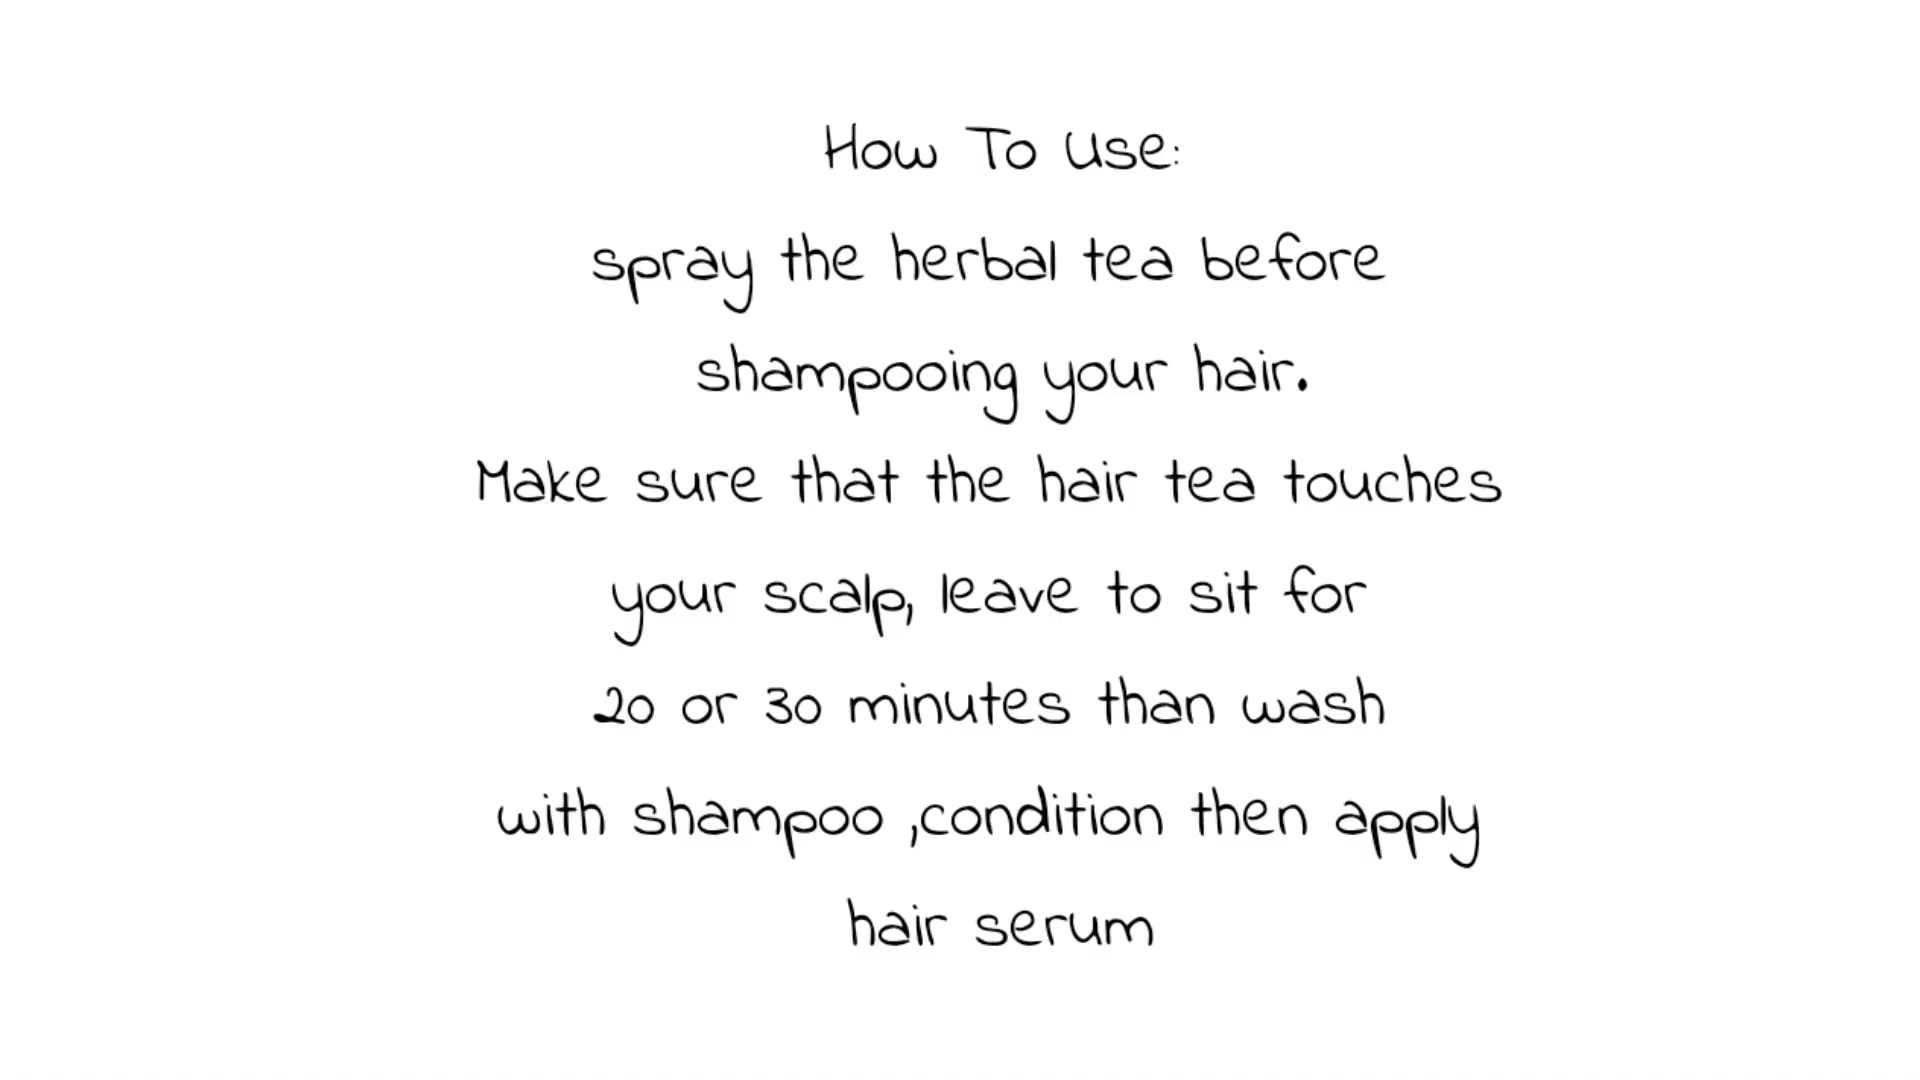 How To Use:
spray the herbal tea before
shampooing your hair.
Make sure that the hair tea touches
your scalp, leave to sit for
20 or 30 minutes than wash
with shampoo ,condition then apply
hair serum